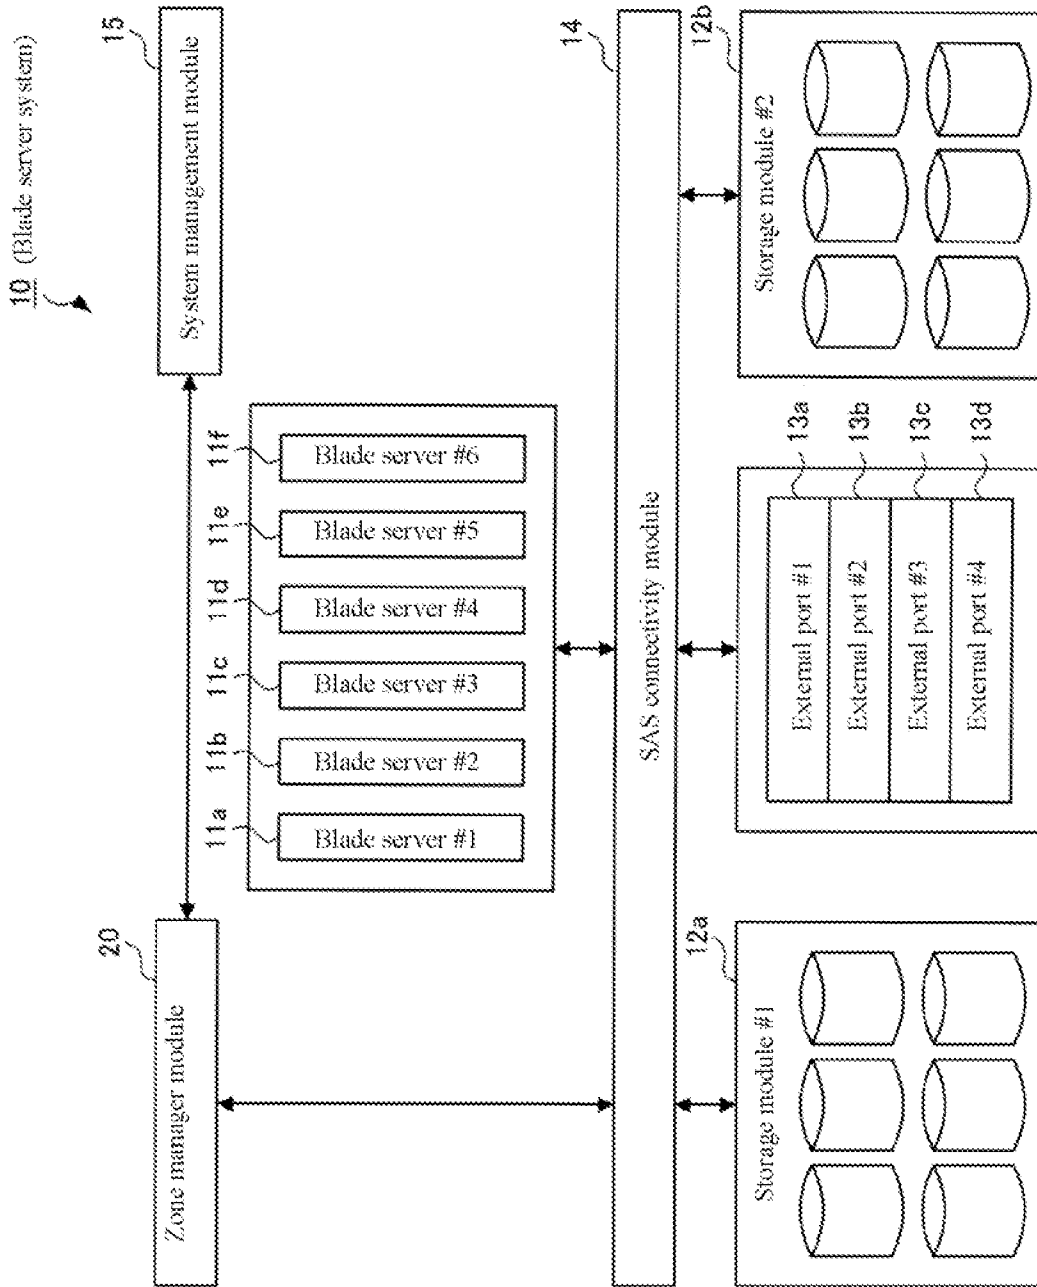 10 (Blade server system)
20
Zone manager module
15
System management module
11a
Blade server #1
11b
Blade server #2
11c
Blade server #3
11d
Blade server #4
11e
Blade server #5
11f
Blade server #6
14
SAS connectivity module
12a
Storage module #1
External port #1
13a
External port #2
13b
External port #3
13c
External port #4
13d
12b
Storage module #2